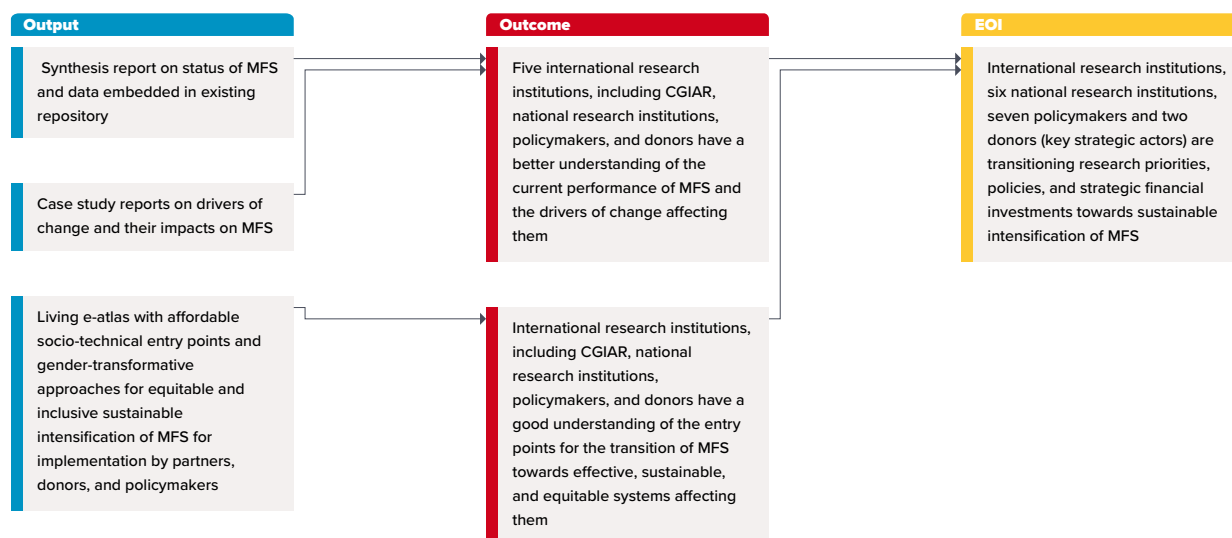 Output
Synthesis report on status of MFS
and data embedded in existing
repository
Case study reports on drivers of
change and their impacts on MFS
Living e-atlas with affordable
socio-technical entry points and
gender-transformative
approaches for equitable and
inclusive sustainable
intensification of MFS for
implementation by partners,
donors, and policymakers
Outcome
Five international research
institutions, including CGIAR,
national research institutions,
policymakers, and donors have a
better understanding of the
current performance of MFS and
the drivers of change affecting
them
International research institutions,
including CGIAR, national
research institutions,
policymakers, and donors have a
good understanding of the entry
points for the transition of MFS
towards effective, sustainable,
and equitable systems affecting
them
EOI
International research institutions,
six national research institutions,
seven policymakers and two
donors (key strategic actors) are
transitioning research priorities,
policies, and strategic financial
investments towards sustainable
intensification of MFS